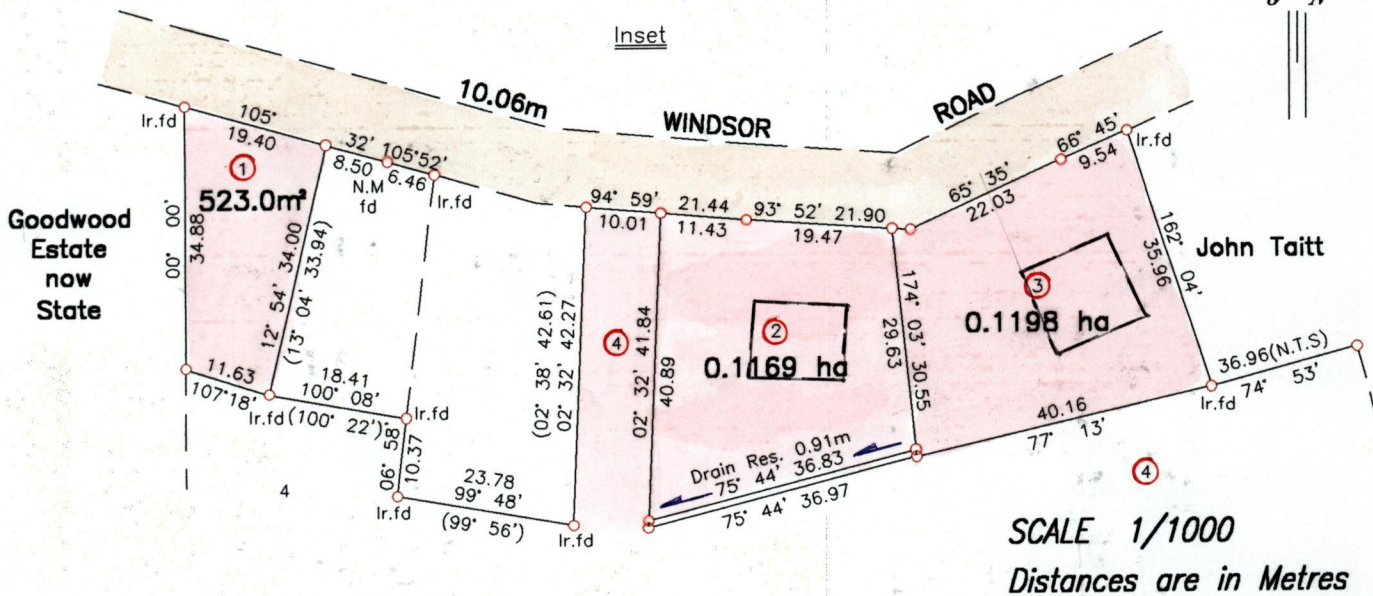 Inset
N
10.06m WINDSOR ROAD
Ir.fd
105° 32'
19.40
8.50
N.M
fd
105°52'
6.46
Ir.fd
94° 59'
10.01
21.44
11.43
93° 52' 21.90
19.47
65° 35'
22.03
66° 45'
9.54
Ir.fd
1
523.0m²
Goodwood
Estate
now
State
00° 00'
34.88
12° 54' 34.00
(13° 04' 33.94)
11.63
107°18'
Ir.fd
18.41
100° 08'
(100° 22')
Ir.fd
06° 58'
10.37
4
Ir.fd
23.78
99° 48'
(99° 56')
Ir.fd
(02° 38' 42.61)
02° 32' 42.27
4
02° 32' 41.84
40.89
2
0.1169 ha
Drain Res. 0.91m
75° 44' 36.83
75° 44' 36.97
174° 03' 30.55
29.63
3
0.1198 ha
162° 04'
35.96
John Taitt
40.16
77° 13'
Ir.fd
36.96(N.T.S)
74° 53'
4
SCALE 1/1000
Distances are in Metres